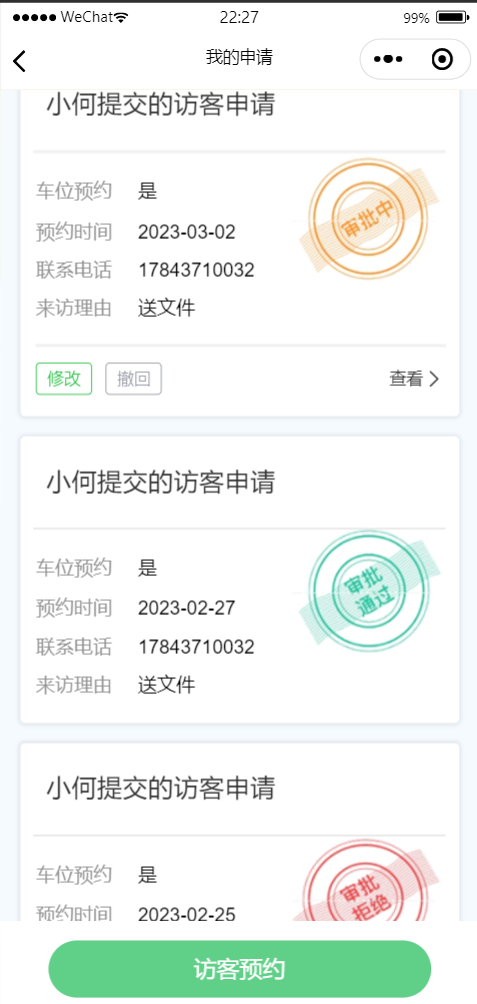 WeChat 22:27 99%
我的申请
小何提交的访客申请
车位预约 是
预约时间 2023-03-02
联系电话 17843710032
来访理由 送文件
审批中
修改 撤回 查看
小何提交的访客申请
车位预约 是
预约时间 2023-02-27
联系电话 17843710032
来访理由 送文件
审批
通过
小何提交的访客申请
车位预约 是
预约时间 2023-02-25
审批
拒绝
访客预约